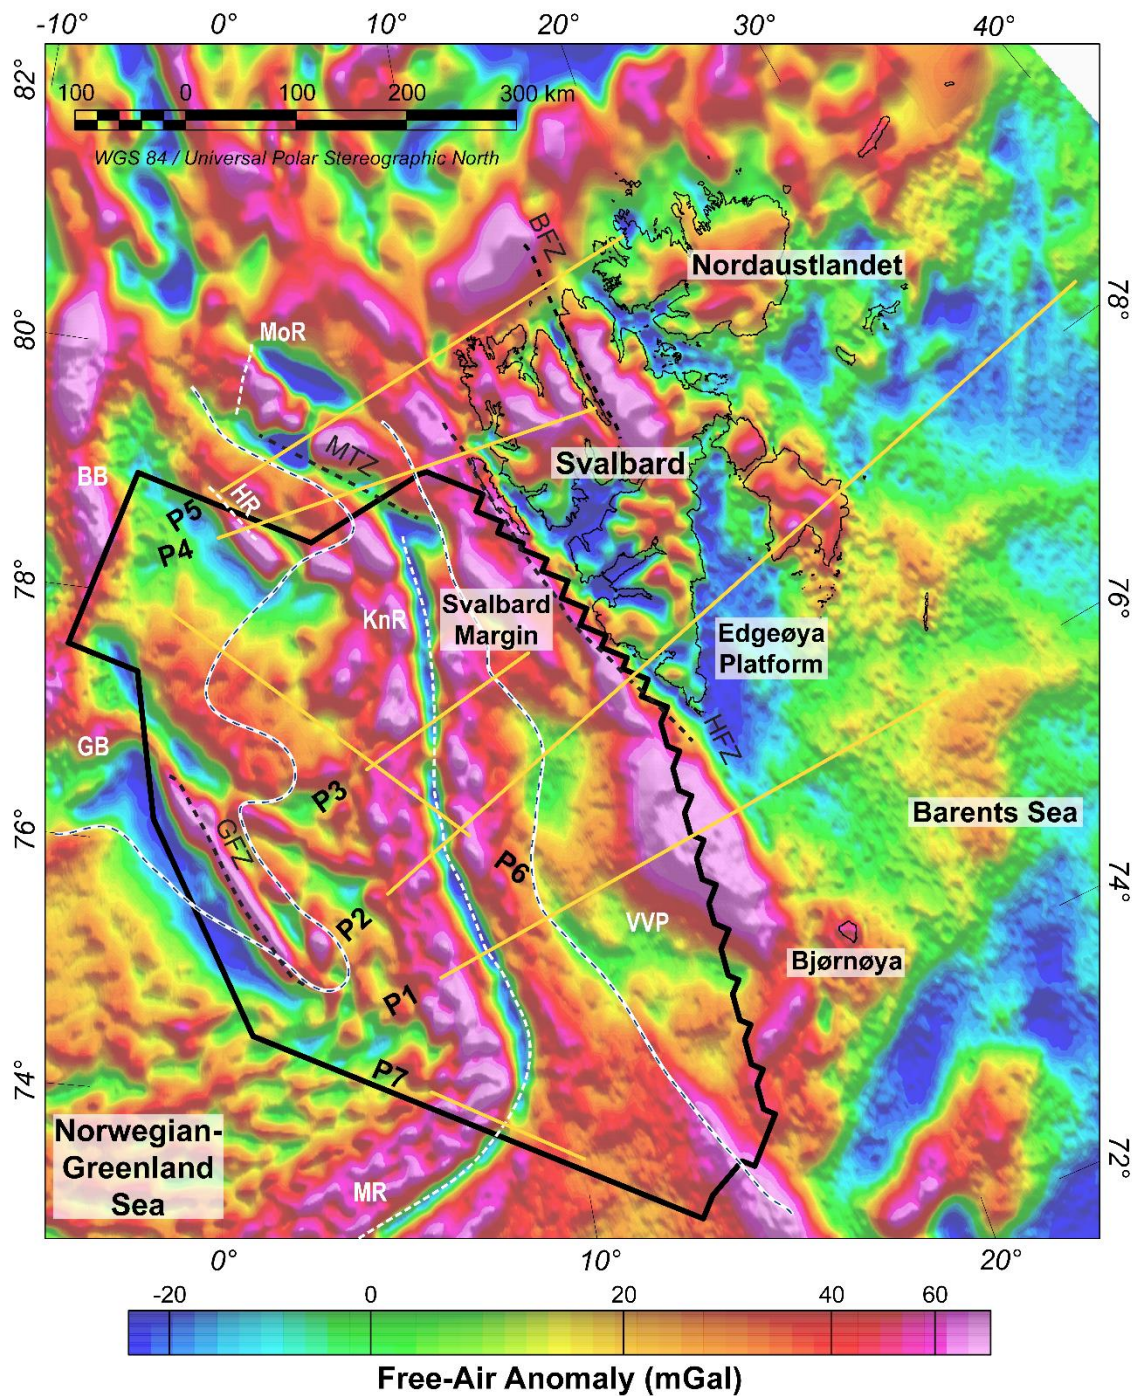 -10° 0° 10° 20° 30° 40°
82°
100 0 100 200 300 km
WGS 84 / Universal Polar Stereographic North
BFZ
Nordaustlandet
78°
80°
MoR
MTZ
Svalbard
BB
HR
P5
P4
78°
76°
KnR
Svalbard
Margin
Edgeøya
Platform
HFZ
GB
P3
Barents Sea
76°
GFZ
P6
74°
P2
VVP
Bjørnøya
P1
74°
P7
Norwegian-
Greenland
Sea
72°
MR
0° 10° 20°
-20 0 20 40 60
Free-Air Anomaly (mGal)